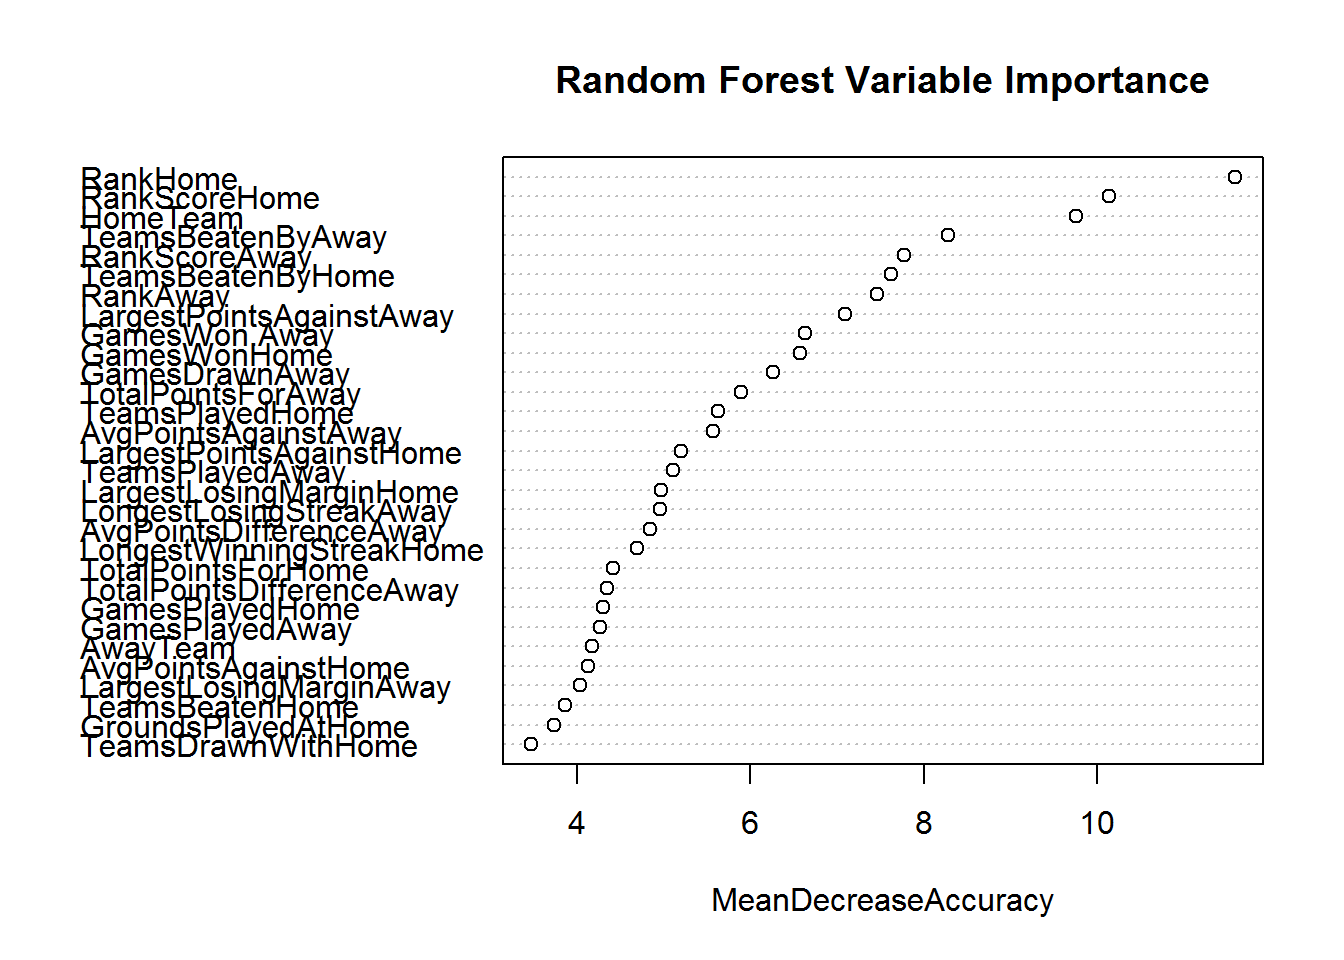 Random Forest Variable Importance
RankHome
RankScoreHome
HomeTeam
TeamsBeatenByAway
RankScoreAway
TeamsBeatenByHome
RankAway
LargestPointsAgainstAway
GamesWon.Away
GamesWonHome
GamesDrawnAway
TotalPointsForAway
TeamsPlayedHome
AvgPointsAgainstAway
LargestPointsAgainstHome
TeamsPlayedAway
LargestLosingMarginHome
LongestLosingStreakAway
AvgPointsDifferenceAway
LongestWinningStreakHome
TotalPointsForHome
TotalPointsDifferenceAway
GamesPlayedHome
GamesPlayedAway
AwayTeam
AvgPointsAgainstHome
LargestLosingMarginAway
TeamsBeatenHome
GroundsPlayedAtHome
TeamsDrawnWithHome
4 6 8 10
MeanDecreaseAccuracy